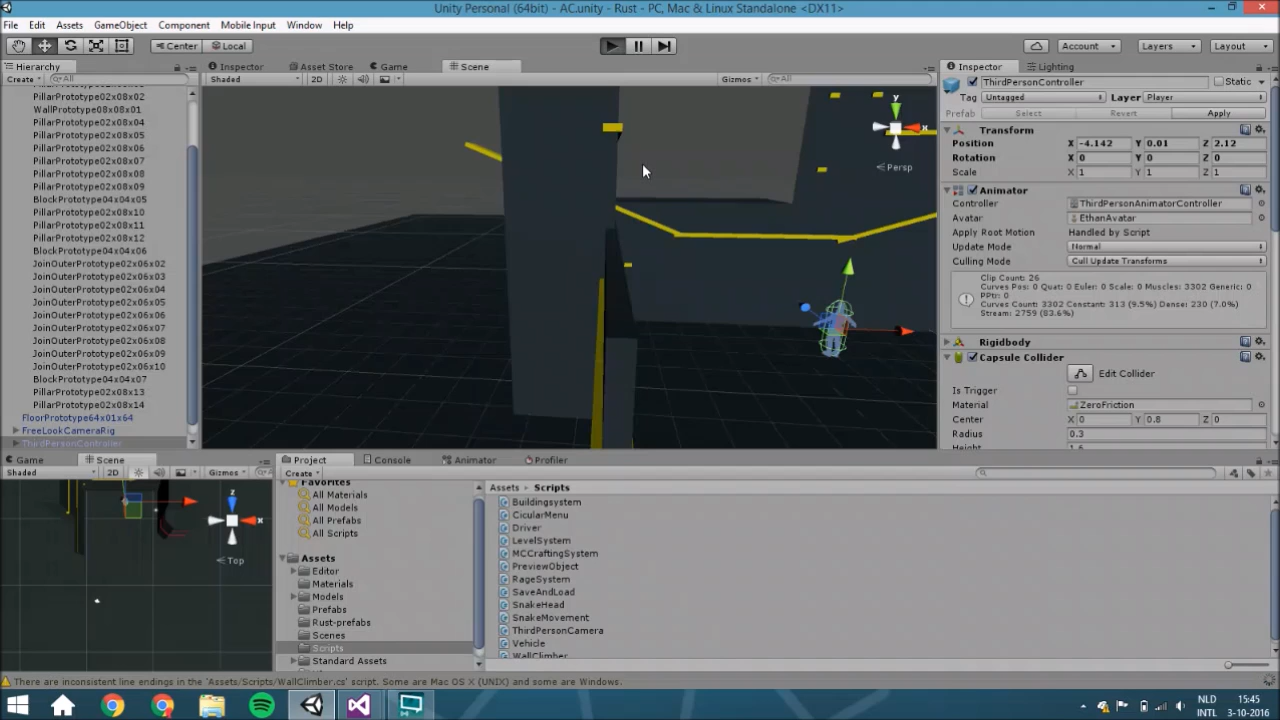 Unity Personal (64bit) - AC.unity - Rust - PC, Mac & Linux Standalone <DX11>
File Edit Assets GameObject Component Mobile Input Window Help
Center Local Account Layers Layout
Hierarchy
Create All
PillarPrototype02x08x02
WallPrototype08x08x01
PillarPrototype02x08x04
PillarPrototype02x08x05
PillarPrototype02x08x06
PillarPrototype02x08x07
PillarPrototype02x08x08
PillarPrototype02x08x09
BlockPrototype04x04x05
PillarPrototype02x08x10
PillarPrototype02x08x11
PillarPrototype02x08x12
BlockPrototype04x04x06
JoinOuterPrototype02x06x02
JoinOuterPrototype02x06x03
JoinOuterPrototype02x06x04
JoinOuterPrototype02x06x05
JoinOuterPrototype02x06x06
JoinOuterPrototype02x06x07
JoinOuterPrototype02x06x08
JoinOuterPrototype02x06x09
JoinOuterPrototype02x06x10
BlockPrototype04x04x07
PillarPrototype02x08x13
PillarPrototype02x08x14
FloorPrototype64x01x64
FreeLookCameraRig
ThirdPersonController
Inspector Asset Store Game Scene
Shaded 2D Gizmos All
y
x
Persp
Inspector Lighting
ThirdPersonController Static
Tag Untagged Layer Player
Prefab Select Revert Apply
Transform
Position X -4.142 Y 0.01 Z 2.12
Rotation X 0 Y 0 Z 0
Scale X 1 Y 1 Z 1
Animator
Controller ThirdPersonAnimatorController
Avatar EthanAvatar
Apply Root Motion Handled by Script
Update Mode Normal
Culling Mode Cull Update Transforms
Clip Count: 26
Curves Pos: 0 Quat: 0 Euler: 0 Scale: 0 Muscles: 3302 Generic: 0
PPtr: 0
Curves Count: 3302 Constant: 313 (9.5%) Dense: 230 (7.0%)
Stream: 2759 (83.6%)
Rigidbody
Capsule Collider
Edit Collider
Is Trigger
Material ZeroFriction
Center X 0 Y 0.8 Z 0
Radius 0.3
Height 1.6
Game Scene
Shaded 2D Gizmos
z
x
Top
Project Console Animator Profiler
Create
Favorites
All Materials
All Models
All Prefabs
All Scripts
Assets
Editor
Materials
Models
Prefabs
Rust-prefabs
Scenes
Scripts
Standard Assets
Assets Scripts
Buildingsystem
CicularMenu
Driver
LevelSystem
MCCraftingSystem
PreviewObject
RageSystem
SaveAndLoad
SnakeHead
SnakeMovement
ThirdPersonCamera
Vehicle
WallClimber
There are inconsistent line endings in the 'Assets/Scripts/WallClimber.cs' script. Some are Mac OS X (UNIX) and some are Windows.
NLD 15:45
INTL 3-10-2016